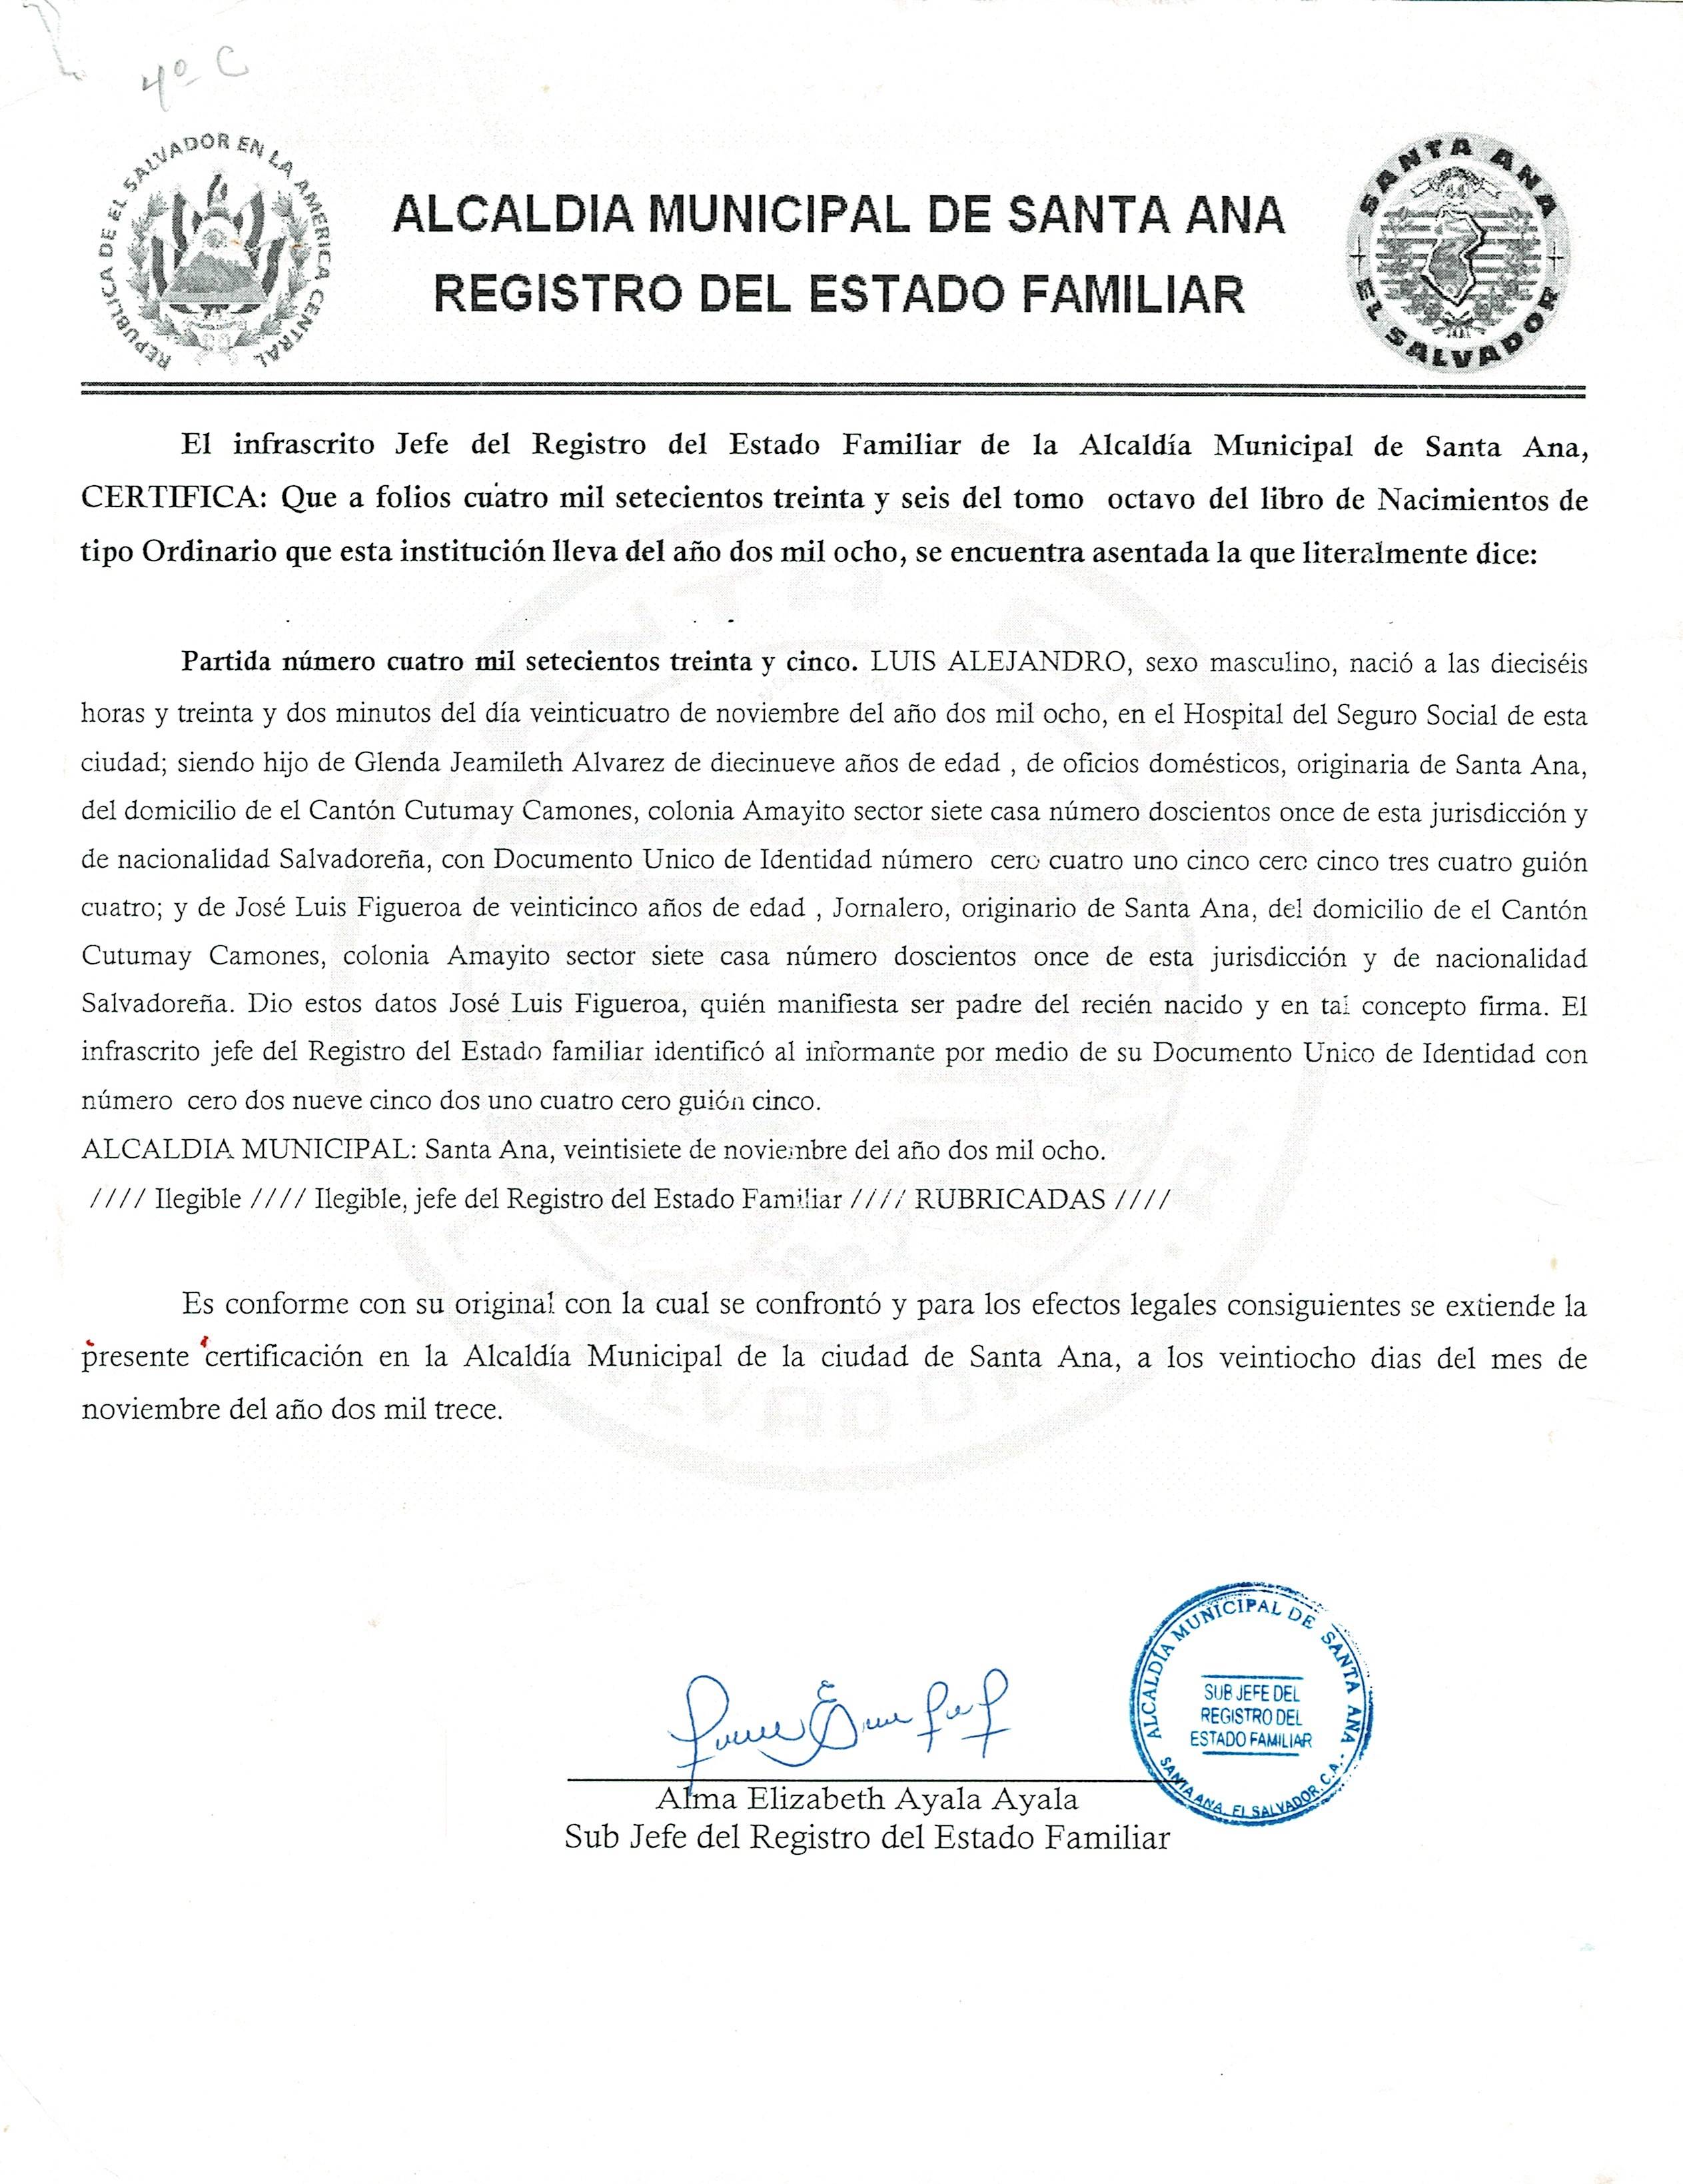 4º C
REPUBLICA DE EL SALVADOR EN LA AMERICA CENTRAL
SANTA ANA
EL SALVADOR
ALCALDIA MUNICIPAL DE SANTA ANA
REGISTRO DEL ESTADO FAMILIAR
El infrascrito Jefe del Registro del Estado Familiar de la Alcaldía Municipal de Santa Ana,
CERTIFICA: Que a folios cuatro mil setecientos treinta y seis del tomo octavo del libro de Nacimientos de
tipo Ordinario que esta institución lleva del año dos mil ocho, se encuentra asentada la que literalmente dice:
Partida número cuatro mil setecientos treinta y cinco. LUIS ALEJANDRO, sexo masculino, nació a las dieciséis
horas y treinta y dos minutos del día veinticuatro de noviembre del año dos mil ocho, en el Hospital del Seguro Social de esta
ciudad; siendo hijo de Glenda Jeamileth Alvarez de diecinueve años de edad , de oficios domésticos, originaria de Santa Ana,
del domicilio de el Cantón Cutumay Camones, colonia Amayito sector siete casa número doscientos once de esta jurisdicción y
de nacionalidad Salvadoreña, con Documento Unico de Identidad número cero cuatro uno cinco cero cinco tres cuatro guión
cuatro; y de José Luis Figueroa de veinticinco años de edad , Jornalero, originario de Santa Ana, del domicilio de el Cantón
Cutumay Camones, colonia Amayito sector siete casa número doscientos once de esta jurisdicción y de nacionalidad
Salvadoreña. Dio estos datos José Luis Figueroa, quién manifiesta ser padre del recién nacido y en tal concepto firma. El
infrascrito jefe del Registro del Estado familiar identificó al informante por medio de su Documento Unico de Identidad con
número cero dos nueve cinco dos uno cuatro cero guión cinco.
ALCALDIA MUNICIPAL: Santa Ana, veintisiete de noviembre del año dos mil ocho.
//// Ilegible //// Ilegible, jefe del Registro del Estado Familiar //// RUBRICADAS ////
Es conforme con su original con la cual se confrontó y para los efectos legales consiguientes se extiende la
presente certificación en la Alcaldía Municipal de la ciudad de Santa Ana, a los veintiocho dias del mes de
noviembre del año dos mil trece.
ALCALDÍA MUNICIPAL DE SANTA ANA
SUB JEFE DEL
REGISTRO DEL
ESTADO FAMILIAR
SANTA ANA, EL SALVADOR, C.A.
Alma Elizabeth Ayala Ayala
Sub Jefe del Registro del Estado Familiar